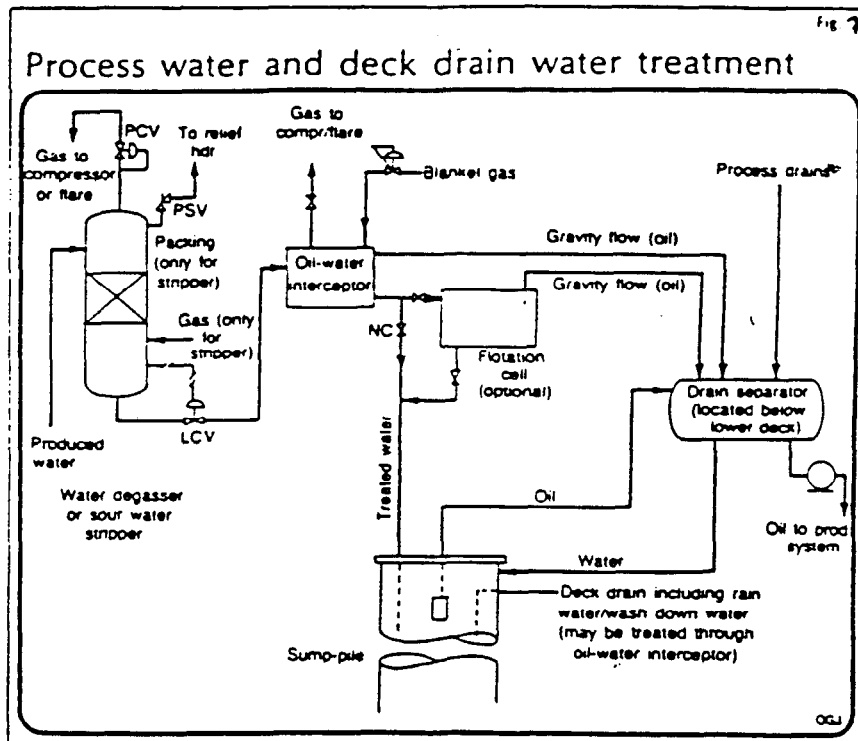 Fig 7
Process water and deck drain water treatment
PCV
Gas to
compressor
or flare
To relief
hdr
PSV
Packing
(only for
stripper)
Gas (only
for
stripper)
LCV
Produced
water
Water degasser
or sour water
stripper
Gas to
compr/flare
Blanket gas
Oil-water
interceptor
NC
Flotation
cell
(optional)
Gravity flow (oil)
Gravity flow (oil)
Process drains
Drain separator
(located below
lower deck)
Oil to prod
system
Treated water
Oil
Water
Deck drain including rain
water/wash down water
(may be treated through
oil-water interceptor)
Sump-pile
OGJ